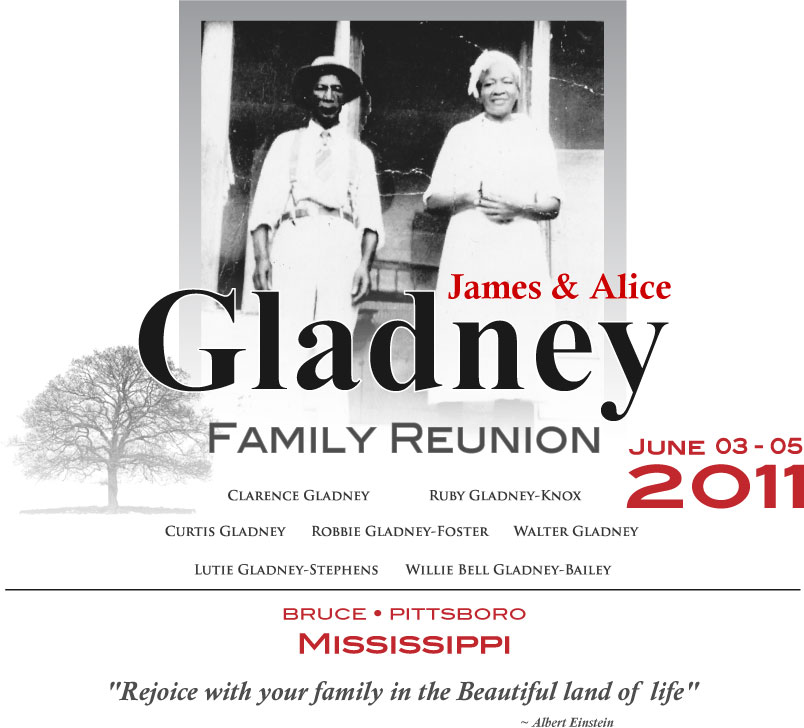 James & Alice
Gladney
Family Reunion
June 03 - 05
2011
Clarence Gladney Ruby Gladney-Knox
Curtis Gladney Robbie Gladney-Foster Walter Gladney
Lutie Gladney-Stephens Willie Bell Gladney-Bailey
Bruce • Pittsboro
Mississippi
"Rejoice with your family in the Beautiful land of life"
~ Albert Einstein